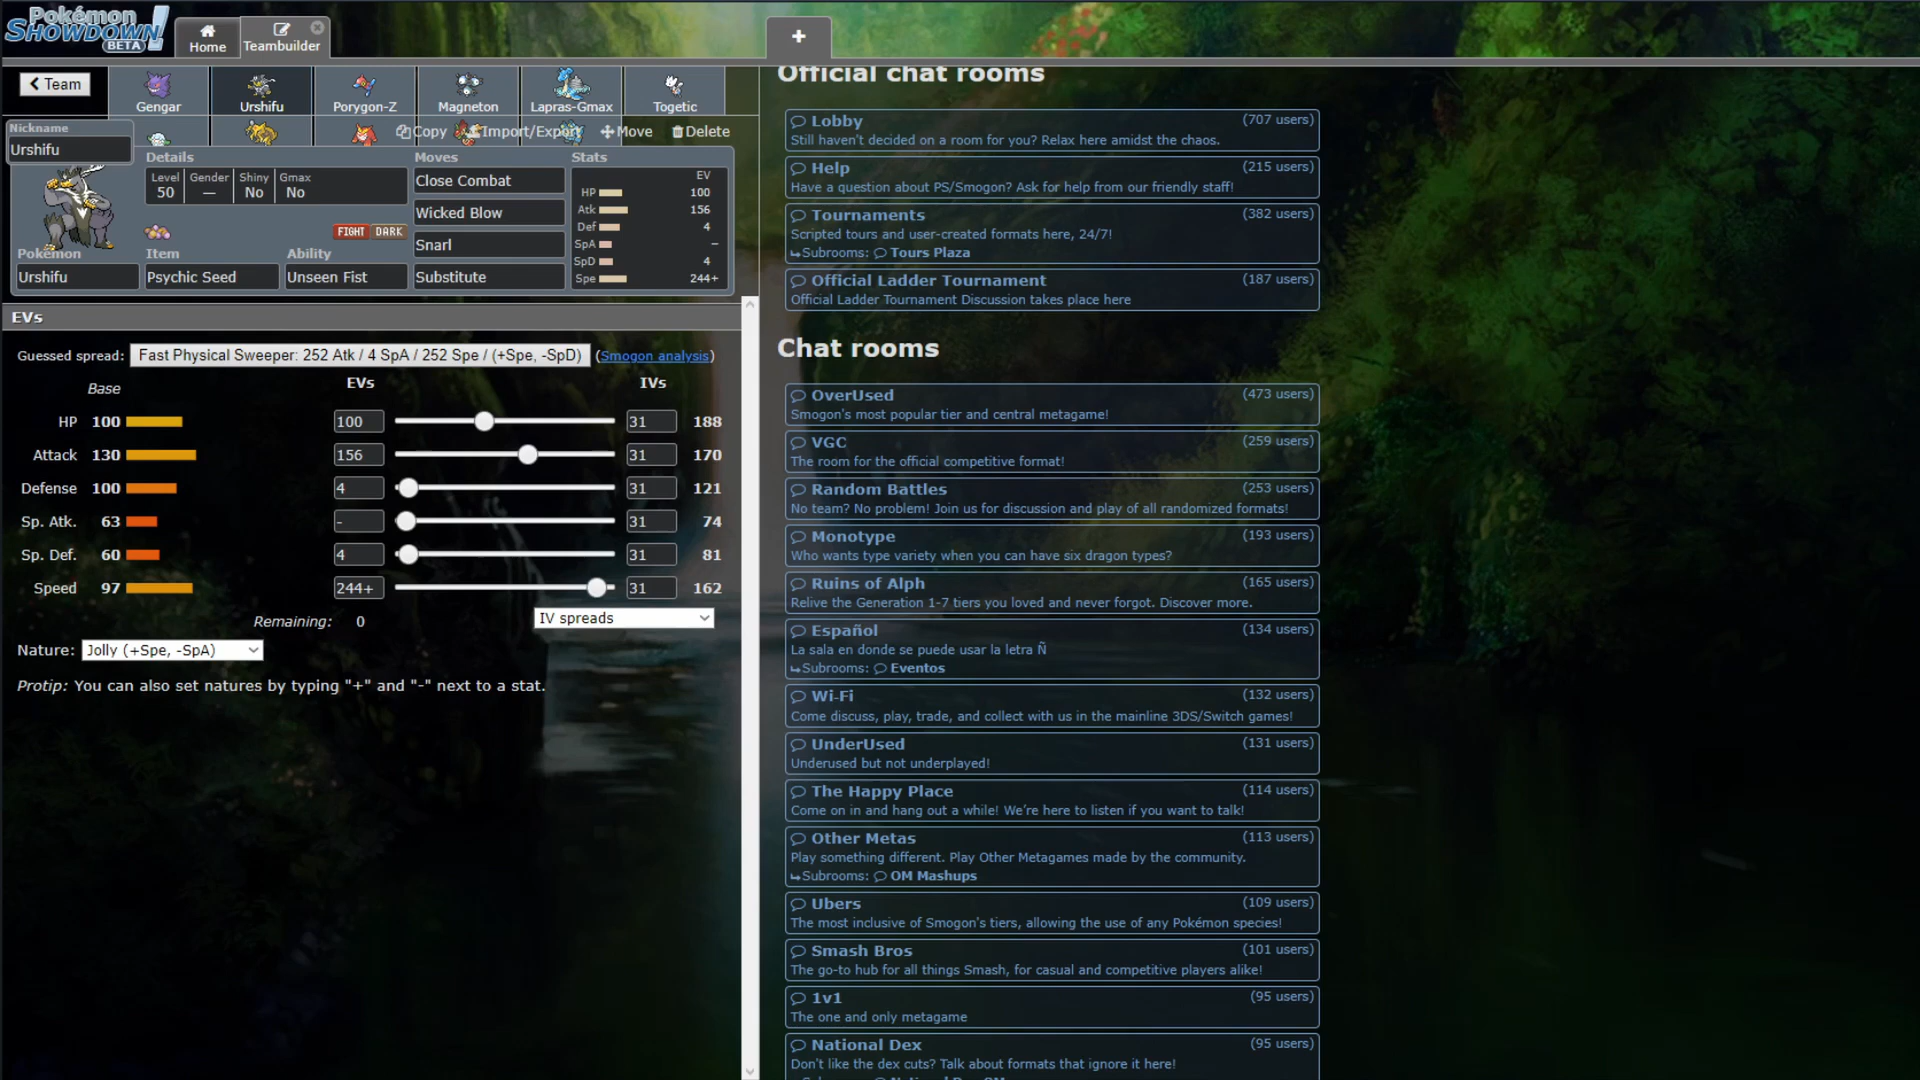 Pokémon
SHOWDOWN!
BETA
Home
Teambuilder
+
Team
Gengar
Urshifu
Porygon-Z
Magneton
Lapras-Gmax
Togetic
Nickname
Urshifu
Copy
Import/Export
Move
Delete
Details
Moves
Stats
Level
50
Gender
—
Shiny
No
Gmax
No
FIGHT
DARK
Pokémon
Urshifu
Item
Psychic Seed
Ability
Unseen Fist
Close Combat
Wicked Blow
Snarl
Substitute
EV
HP 100
Atk 156
Def 4
SpA –
SpD 4
Spe 244+
EVs
Guessed spread: Fast Physical Sweeper: 252 Atk / 4 SpA / 252 Spe / (+Spe, -SpD) (Smogon analysis)
Base EVs IVs
HP 100 100 31 188
Attack 130 156 31 170
Defense 100 4 31 121
Sp. Atk. 63 - 31 74
Sp. Def. 60 4 31 81
Speed 97 244+ 31 162
Remaining: 0
IV spreads
Nature: Jolly (+Spe, -SpA)
Protip: You can also set natures by typing "+" and "-" next to a stat.
Official chat rooms
Lobby (707 users)
Still haven't decided on a room for you? Relax here amidst the chaos.
Help (215 users)
Have a question about PS/Smogon? Ask for help from our friendly staff!
Tournaments (382 users)
Scripted tours and user-created formats here, 24/7!
↳Subrooms: Tours Plaza
Official Ladder Tournament (187 users)
Official Ladder Tournament Discussion takes place here
Chat rooms
OverUsed (473 users)
Smogon's most popular tier and central metagame!
VGC (259 users)
The room for the official competitive format!
Random Battles (253 users)
No team? No problem! Join us for discussion and play of all randomized formats!
Monotype (193 users)
Who wants type variety when you can have six dragon types?
Ruins of Alph (165 users)
Relive the Generation 1-7 tiers you loved and never forgot. Discover more.
Español (134 users)
La sala en donde se puede usar la letra Ñ
↳Subrooms: Eventos
Wi-Fi (132 users)
Come discuss, play, trade, and collect with us in the mainline 3DS/Switch games!
UnderUsed (131 users)
Underused but not underplayed!
The Happy Place (114 users)
Come on in and hang out a while! We're here to listen if you want to talk!
Other Metas (113 users)
Play something different. Play Other Metagames made by the community.
↳Subrooms: OM Mashups
Ubers (109 users)
The most inclusive of Smogon's tiers, allowing the use of any Pokémon species!
Smash Bros (101 users)
The go-to hub for all things Smash, for casual and competitive players alike!
1v1 (95 users)
The one and only metagame
National Dex (95 users)
Don't like the dex cuts? Talk about formats that ignore it here!